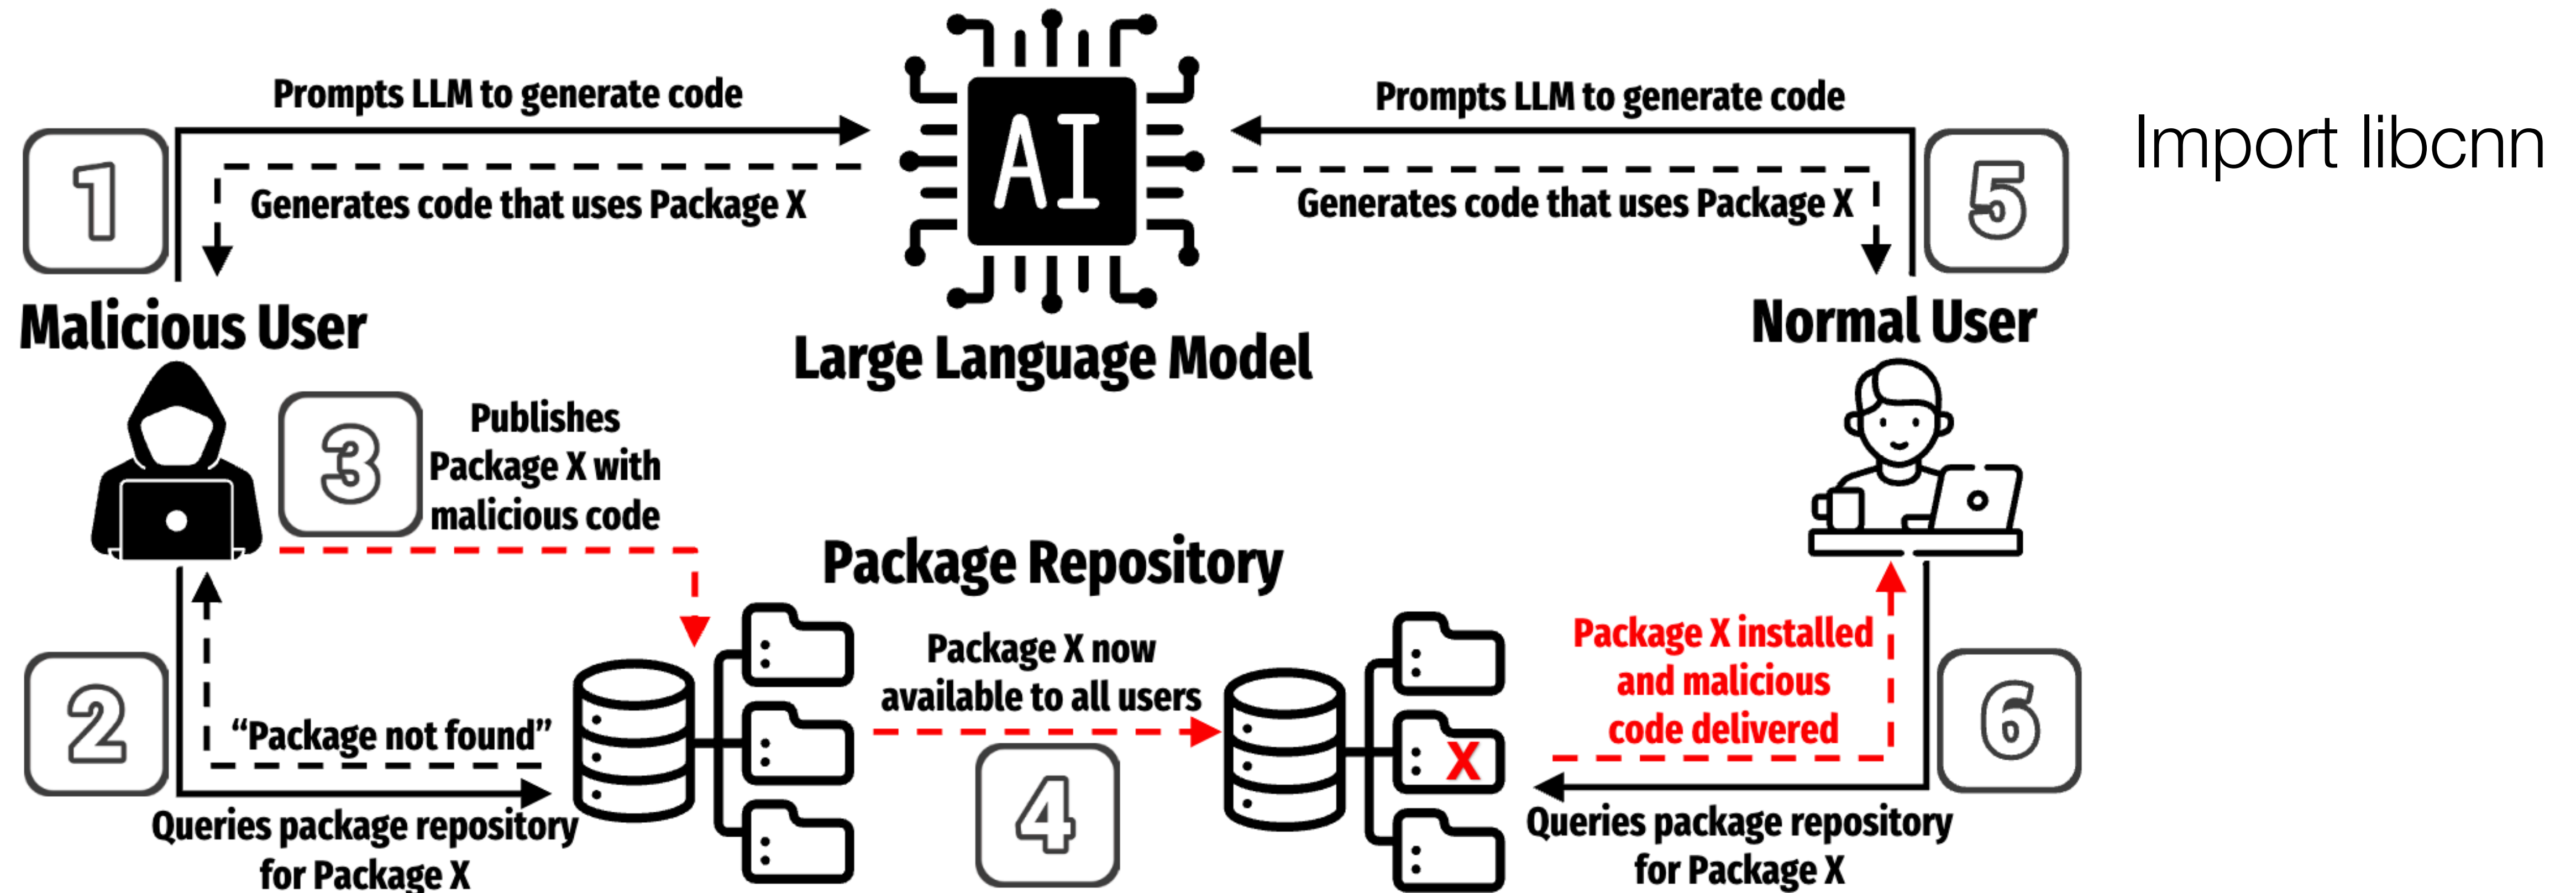 Prompts LLM to generate code
Prompts LLM to generate code
Import libcnn
1
AI
5
Generates code that uses Package X
Generates code that uses Package X
Malicious User
Large Language Model
Normal User
3
Publishes
Package X with
malicious code
Package Repository
2
"Package not found"
Queries package repository
for Package X
Package X now
available to all users
4
X
Package X installed
and malicious
code delivered
6
Queries package repository
for Package X